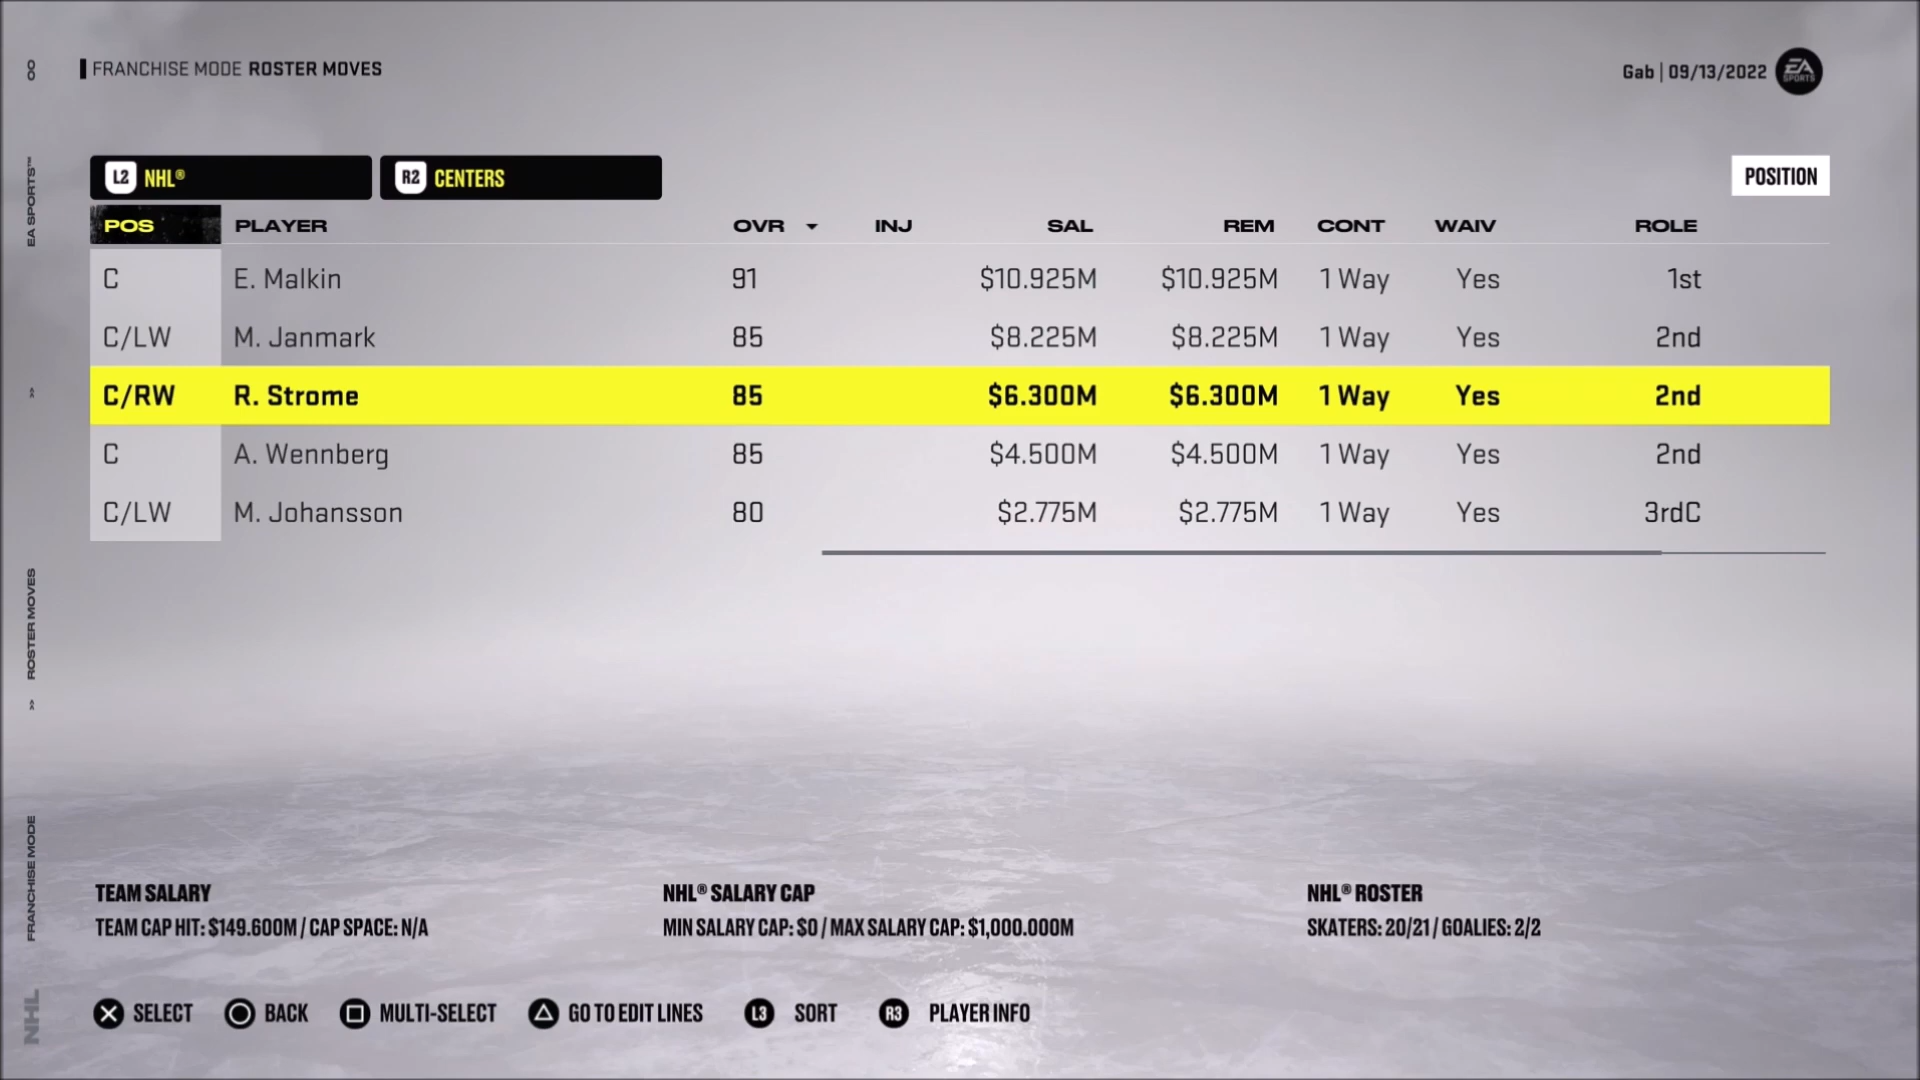 FRANCHISE MODE ROSTER MOVES
Gab | 09/13/2022
EA SPORTS
L2 NHL®
R2 CENTERS
POSITION
POS PLAYER OVR INJ SAL REM CONT WAIV ROLE
C E. Malkin 91 $10.925M $10.925M 1 Way Yes 1st
C/LW M. Janmark 85 $8.225M $8.225M 1 Way Yes 2nd
C/RW R. Strome 85 $6.300M $6.300M 1 Way Yes 2nd
C A. Wennberg 85 $4.500M $4.500M 1 Way Yes 2nd
C/LW M. Johansson 80 $2.775M $2.775M 1 Way Yes 3rdC
TEAM SALARY
TEAM CAP HIT: $149.600M / CAP SPACE: N/A
NHL® SALARY CAP
MIN SALARY CAP: $0 / MAX SALARY CAP: $1,000.000M
NHL® ROSTER
SKATERS: 20/21 / GOALIES: 2/2
SELECT BACK MULTI-SELECT GO TO EDIT LINES L3 SORT R3 PLAYER INFO
NHL FRANCHISE MODE >> ROSTER MOVES >> EA SPORTS™